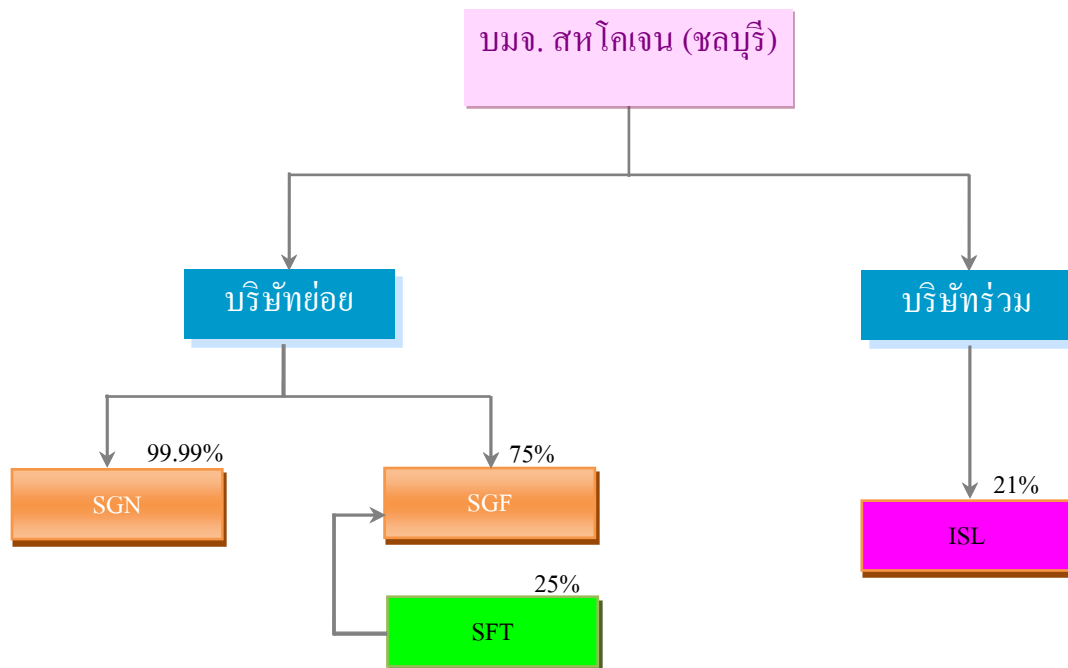 บมจ. สหโคเจน (ชลบุรี)
บริษัทย่อย
บริษัทร่วม
99.99%
75%
21%
SGN
SGF
ISL
25%
SFT